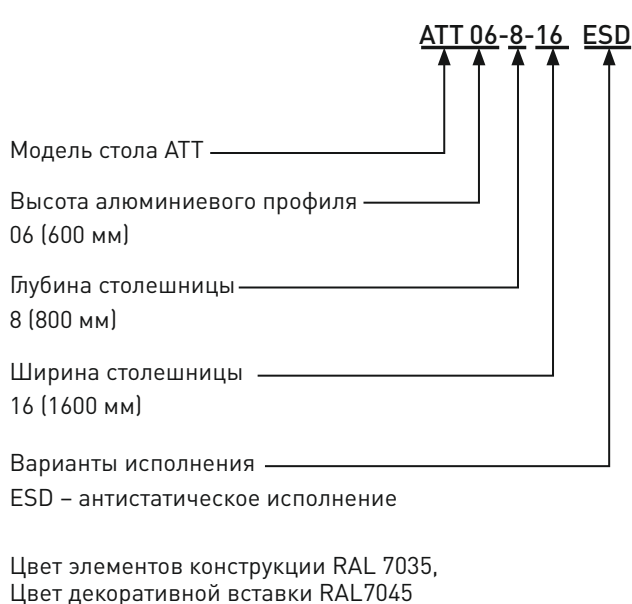 АТТ 06-8-16 ESD
Модель стола АТТ
Высота алюминиевого профиля
06 (600 мм)
Глубина столешницы
8 (800 мм)
Ширина столешницы
16 (1600 мм)
Варианты исполнения
ESD – антистатическое исполнение
Цвет элементов конструкции RAL 7035,
Цвет декоративной вставки RAL7045